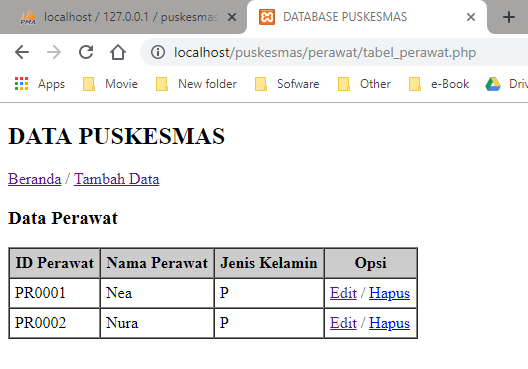 localhost / 127.0.0.1 / puskesmas
DATABASE PUSKESMAS
localhost/puskesmas/perawat/tabel_perawat.php
Apps Movie New folder Sofware Other e-Book Driv
DATA PUSKESMAS
Beranda / Tambah Data
Data Perawat
ID Perawat Nama Perawat Jenis Kelamin Opsi
PR0001 Nea P Edit / Hapus
PR0002 Nura P Edit / Hapus